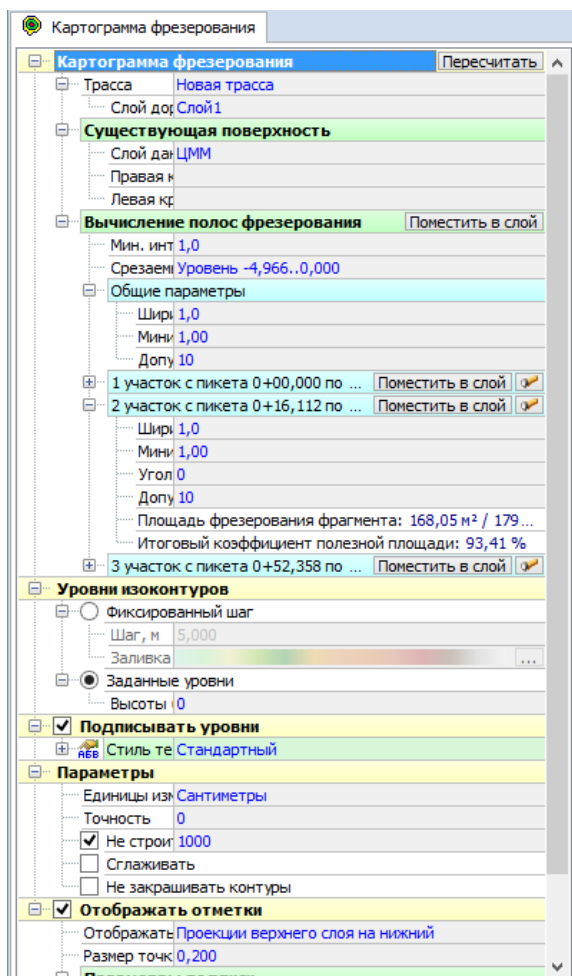 Картограмма фрезерования
Картограмма фрезерования Пересчитать
Трасса Новая трасса
Слой дор Слой1
Существующая поверхность
Слой дан ЦММ
Правая к
Левая кр
Вычисление полос фрезерования Поместить в слой
Мин. инт 1,0
Срезаем Уровень -4,966..0,000
Общие параметры
Шири 1,0
Мини 1,00
Допу 10
1 участок с пикета 0+00,000 по ... Поместить в слой
2 участок с пикета 0+16,112 по ... Поместить в слой
Шири 1,0
Мини 1,00
Угол 0
Допу 10
Площадь фрезерования фрагмента: 168,05 м² / 179...
Итоговый коэффициент полезной площади: 93,41 %
3 участок с пикета 0+52,358 по ... Поместить в слой
Уровни изоконтуров
Фиксированный шаг
Шаг, м 5,000
Заливка ...
Заданные уровни
Высоты 0
Подписывать уровни
АБВ Стиль те Стандартный
Параметры
Единицы изм Сантиметры
Точность 0
Не строит 1000
Сглаживать
Не закрашивать контуры
Отображать отметки
Отображать Проекции верхнего слоя на нижний
Размер точк 0,200